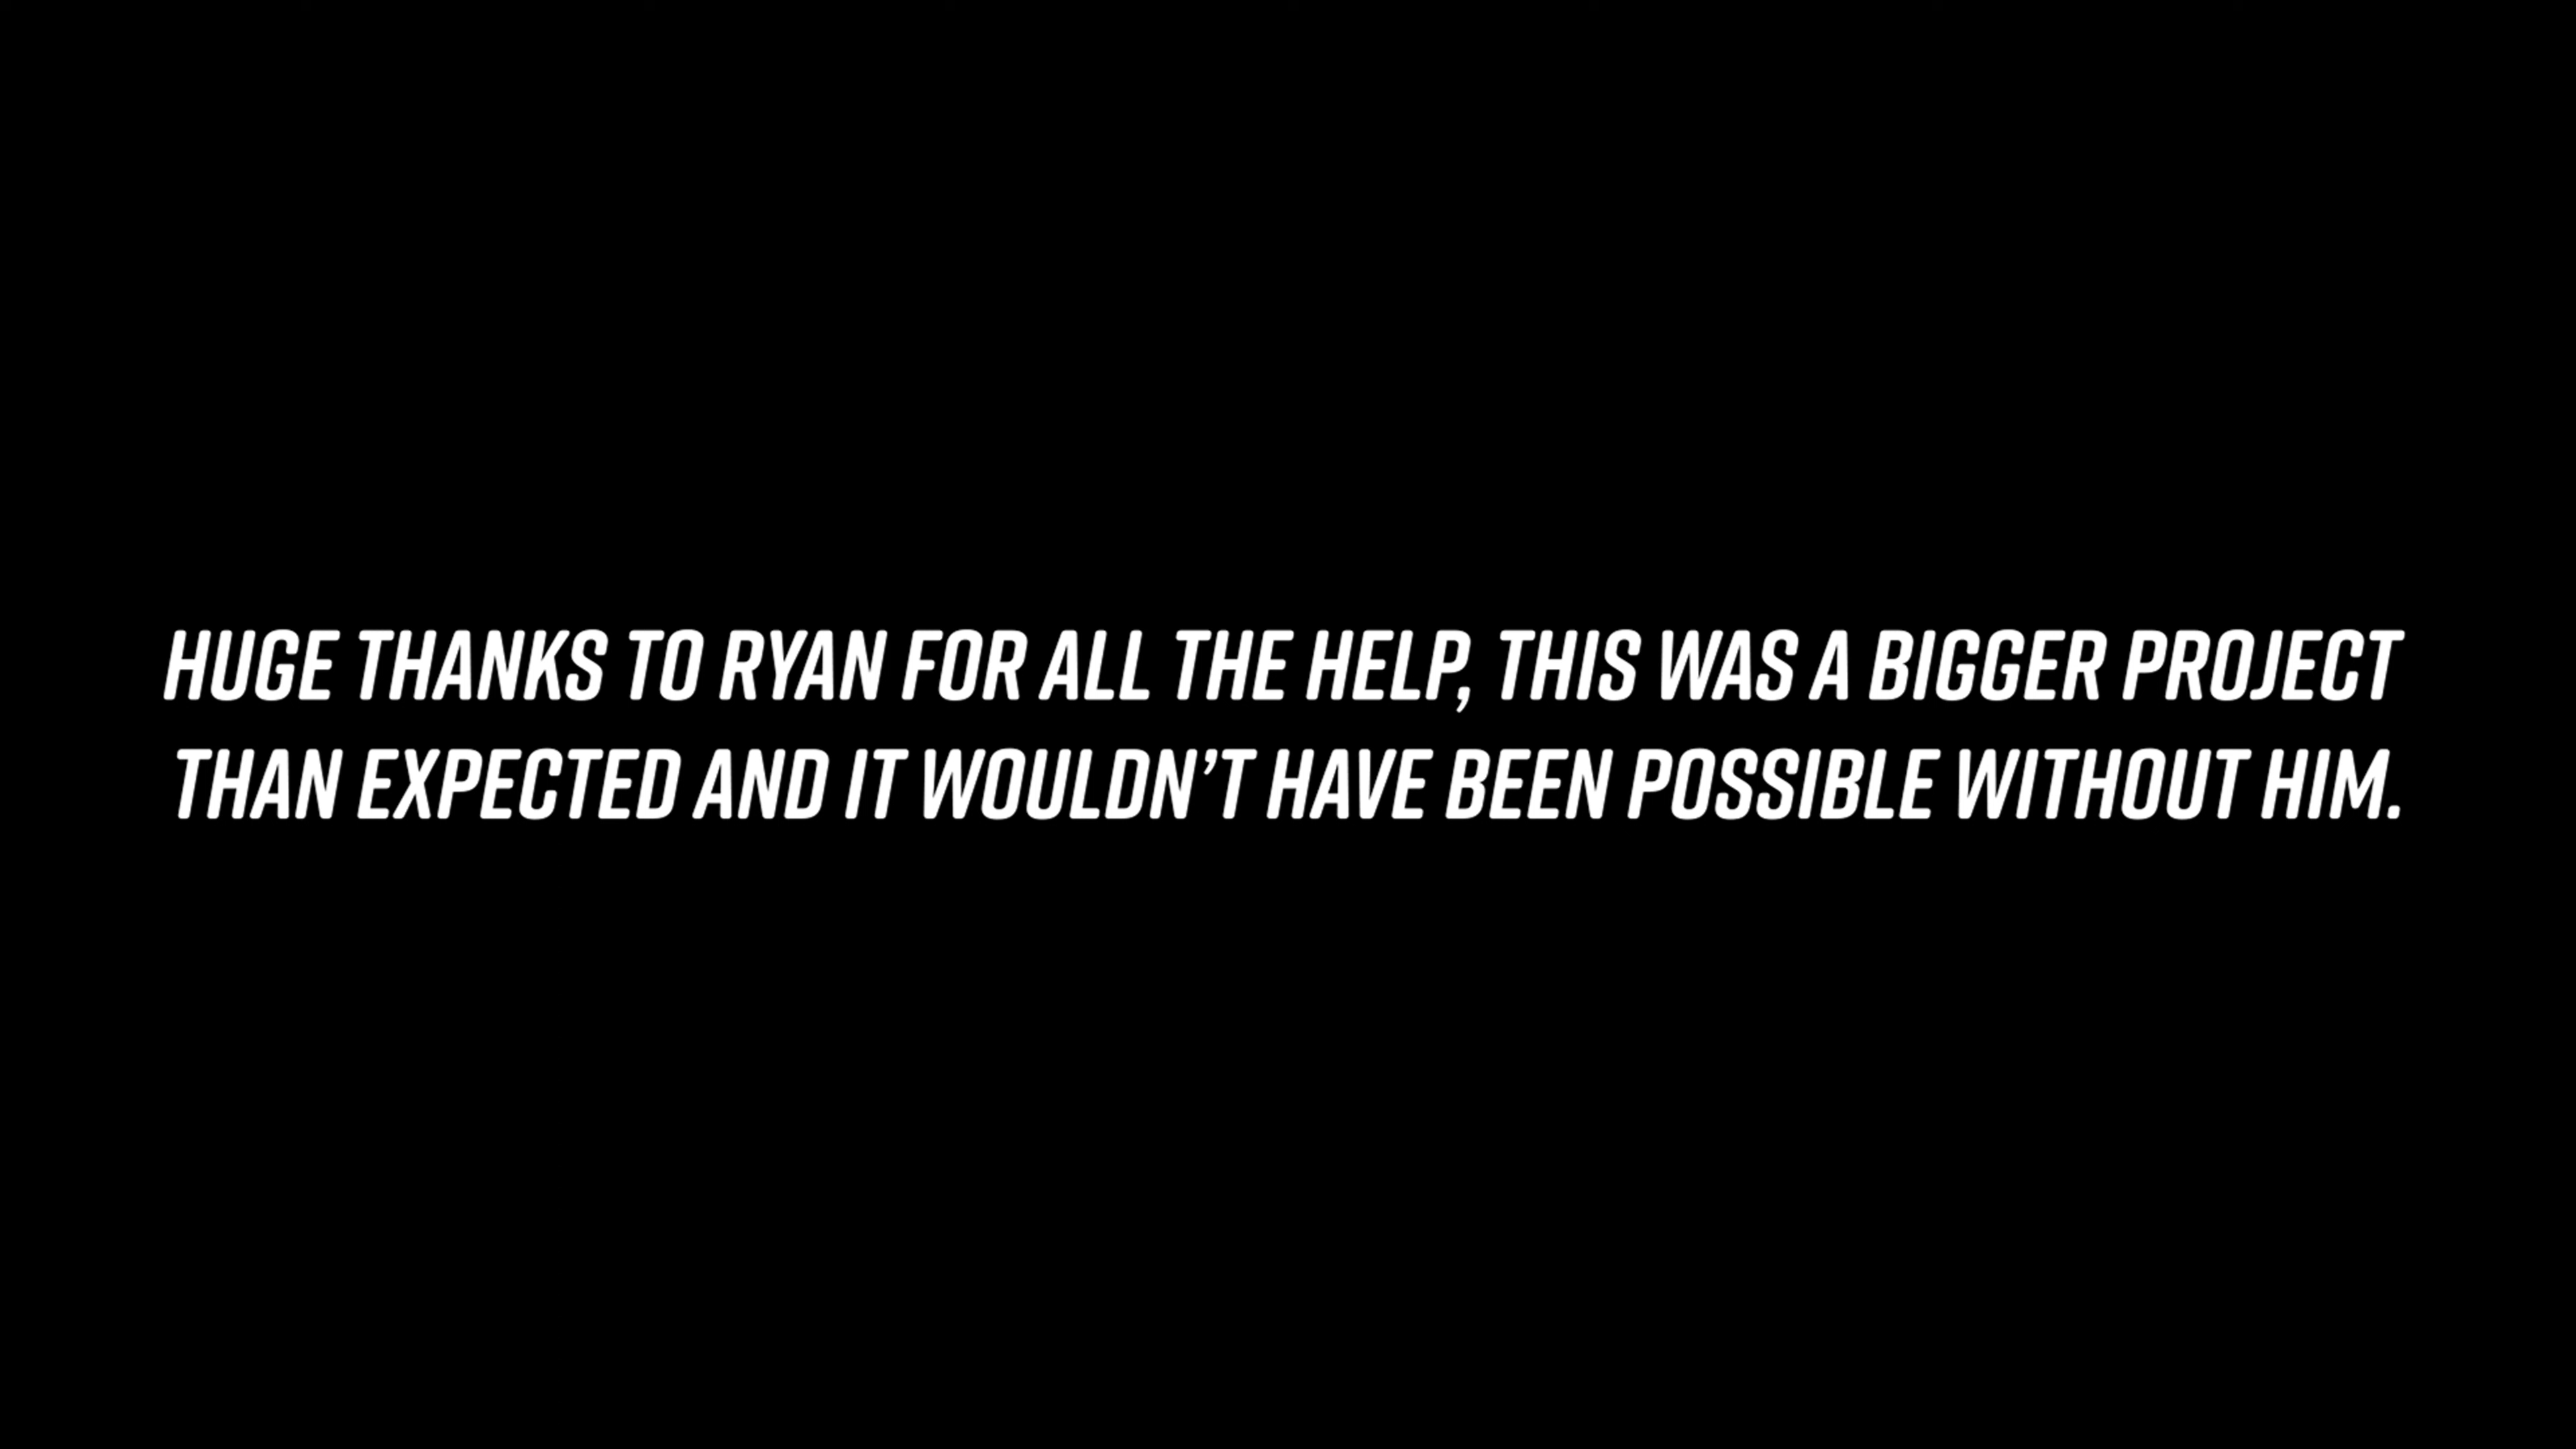 HUGE THANKS TO RYAN FOR ALL THE HELP, THIS WAS A BIGGER PROJECT
THAN EXPECTED AND IT WOULDN’T HAVE BEEN POSSIBLE WITHOUT HIM.